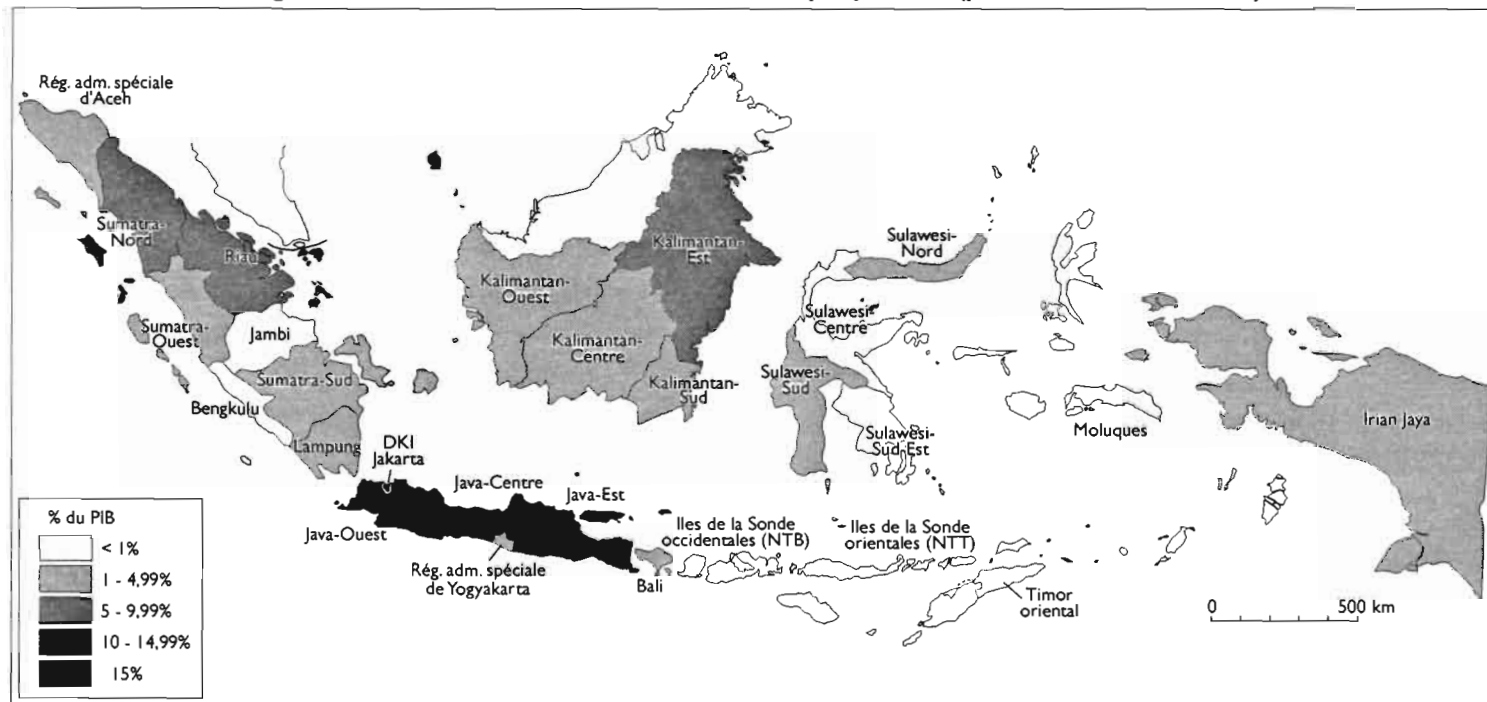 Rég. adm. spéciale
d'Aceh
Sumatra-
Nord
Riau
Sumatra-
Ouest
Jambi
Sumatra-Sud
Bengkulu
Lampung
Kalimantan-
Ouest
Kalimantan-
Est
Kalimantan-
Centre
Kalimantan-
Sud
Sulawesi-
Nord
Sulawesi-
Centre
Sulawesi-
Sud
Sulawesi-
Sud-Est
Moluques
Irian Jaya
DKI
Jakarta
Java-Centre
Java-Est
Java-Ouest
Rég. adm. spéciale
de Yogyakarta
Bali
Iles de la Sonde
occidentales (NTB)
Iles de la Sonde
orientales (NTT)
Timor
oriental
0 500 km
% du PIB
< 1%
1 - 4,99%
5 - 9,99%
10 - 14,99%
15%